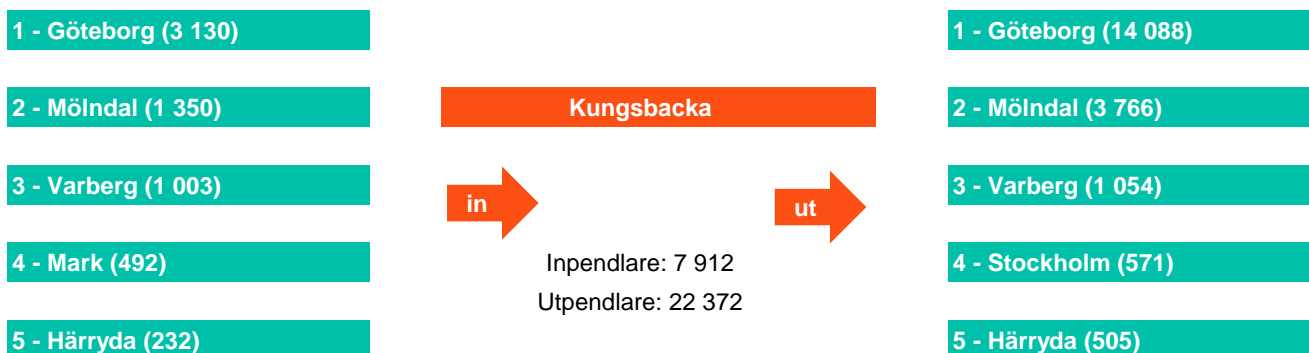 1 - Göteborg (3 130)
2 - Mölndal (1 350)
3 - Varberg (1 003)
4 - Mark (492)
5 - Härryda (232)
Kungsbacka
in
ut
Inpendlare: 7 912
Utpendlare: 22 372
1 - Göteborg (14 088)
2 - Mölndal (3 766)
3 - Varberg (1 054)
4 - Stockholm (571)
5 - Härryda (505)